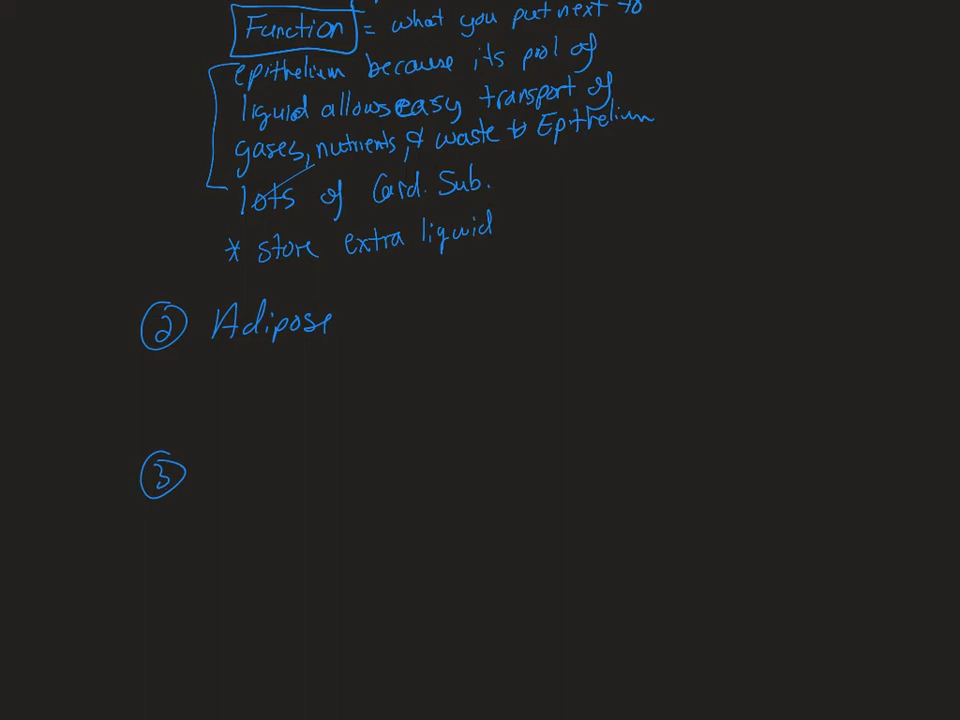 Function = what you put next to
epithelium because its pool of
liquid allows easy transport of
gases, nutrients, & waste to Epithelium
lots of Card. Sub.
* store extra liquid
② Adipose
③